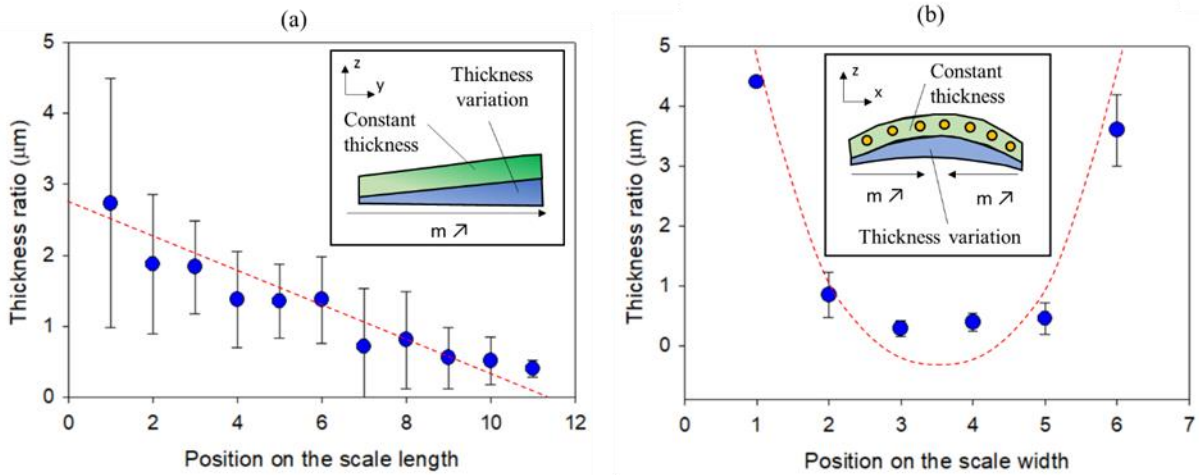 (a)
5
4
3
2
1
0
Thickness ratio (μm)
0 2 4 6 8 10 12
Position on the scale length
z
y
Thickness
variation
Constant
thickness
m ↗
(b)
5
4
3
2
1
0
Thickness ratio (μm)
0 1 2 3 4 5 6 7
Position on the scale width
z
x
Constant
thickness
m ↗ m ↗
Thickness variation